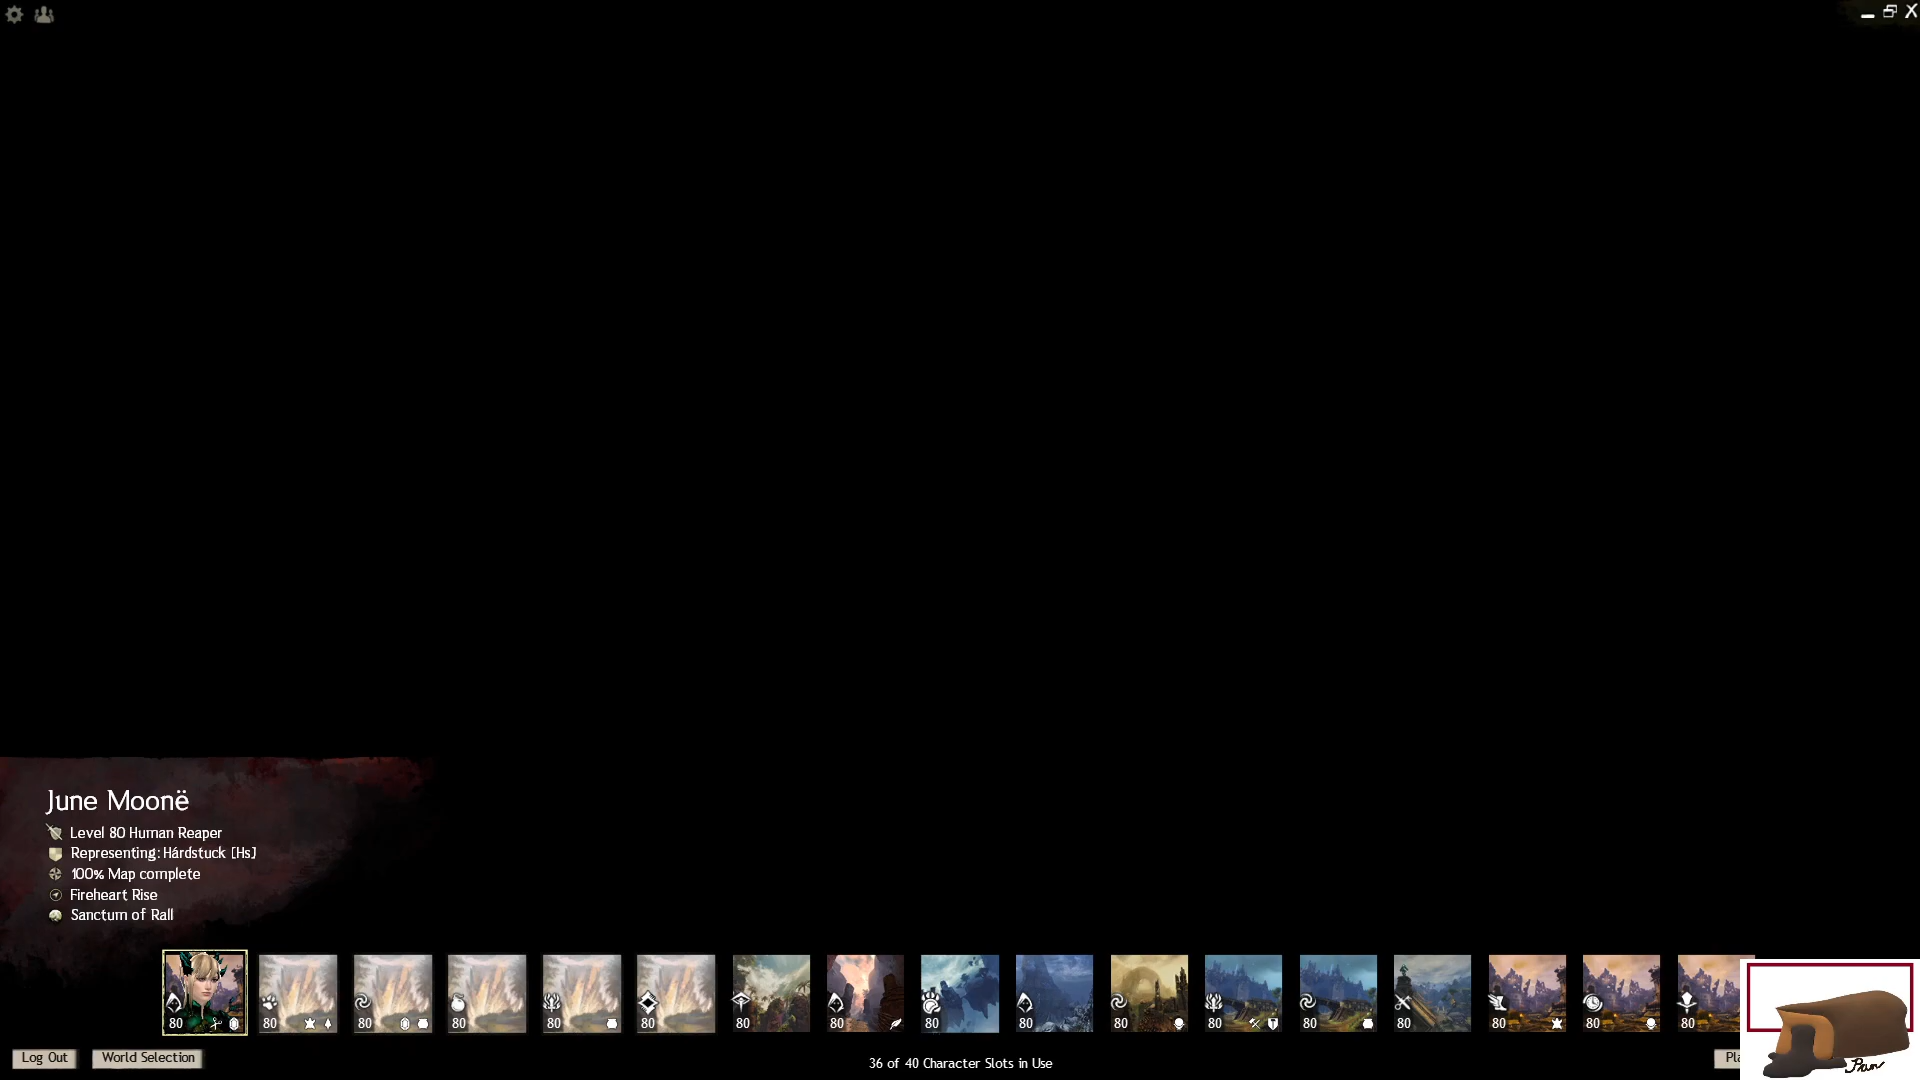 X
June Moonë
Level 80 Human Reaper
Representing: Hárdstuck [Hs]
100% Map complete
Fireheart Rise
Sanctum of Rall
80 80 80 80 80 80 80 80 80 80 80 80 80 80 80 80 80
Log Out World Selection
36 of 40 Character Slots in Use